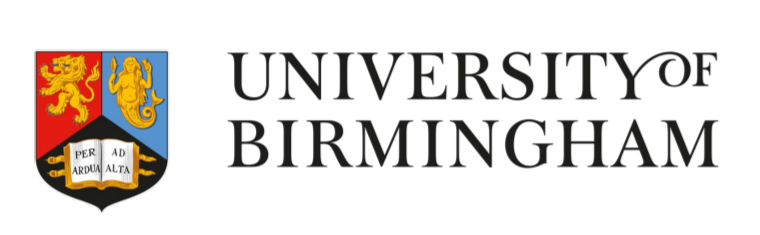 UNIVERSITY OF
BIRMINGHAM
PER AD
ARDUA ALTA